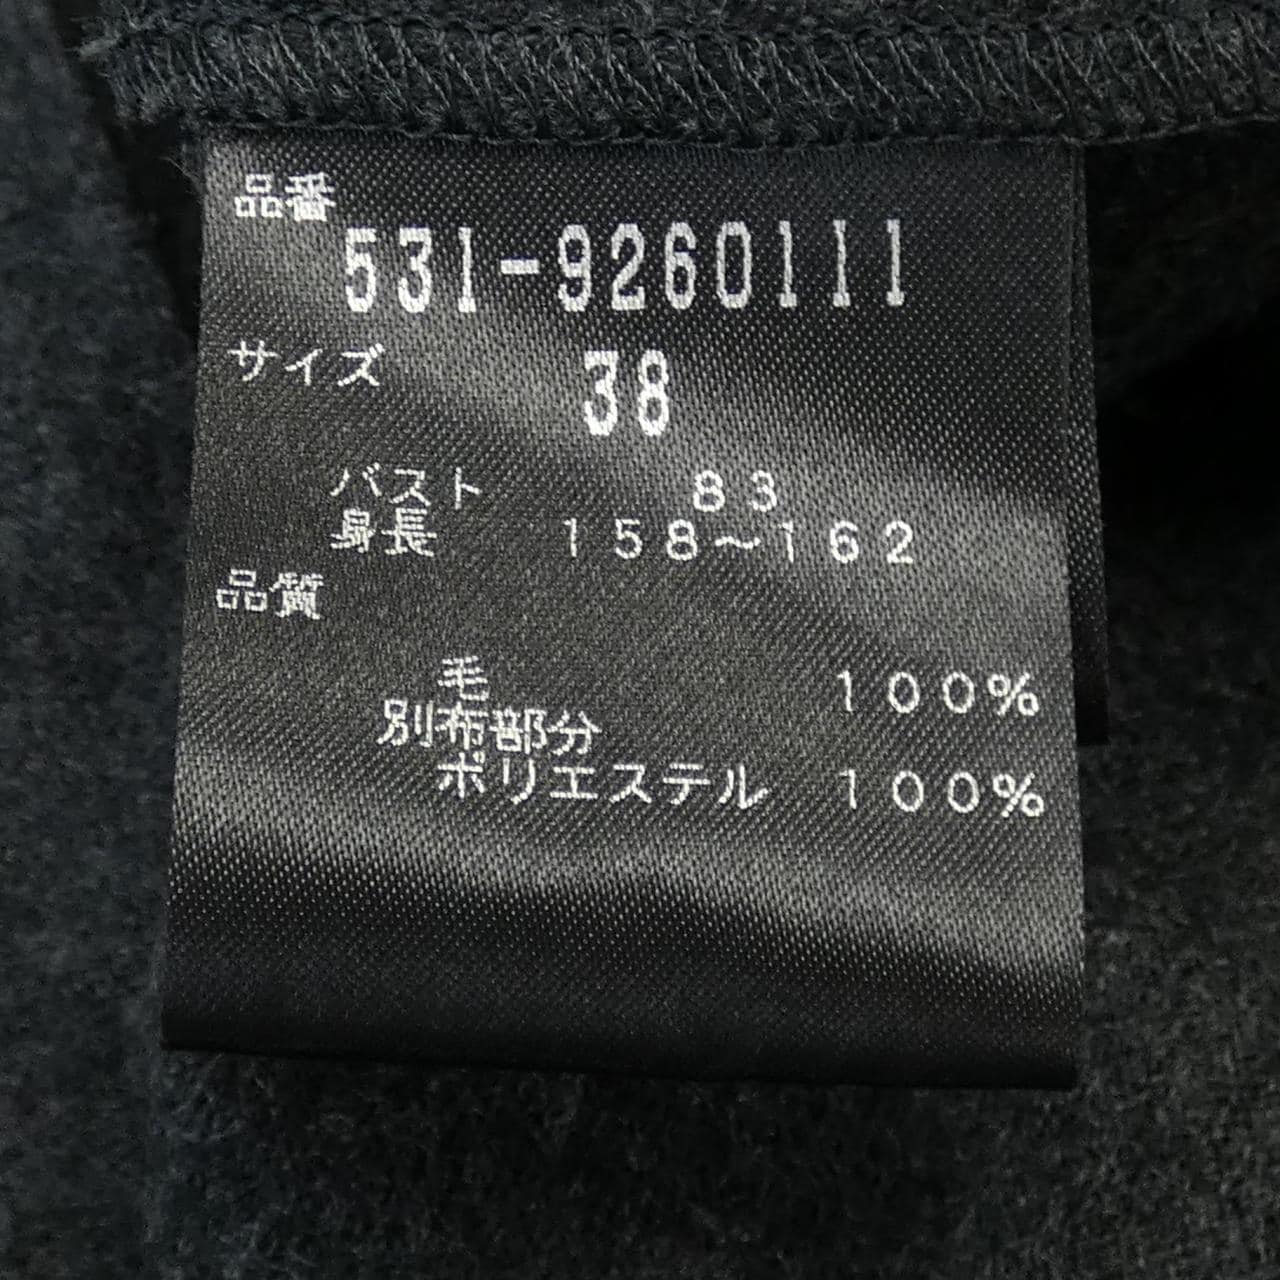 品番
531-9260111
サイズ 38
バスト 83
身長 158～162
品質
毛 100%
別布部分
ポリエステル 100%